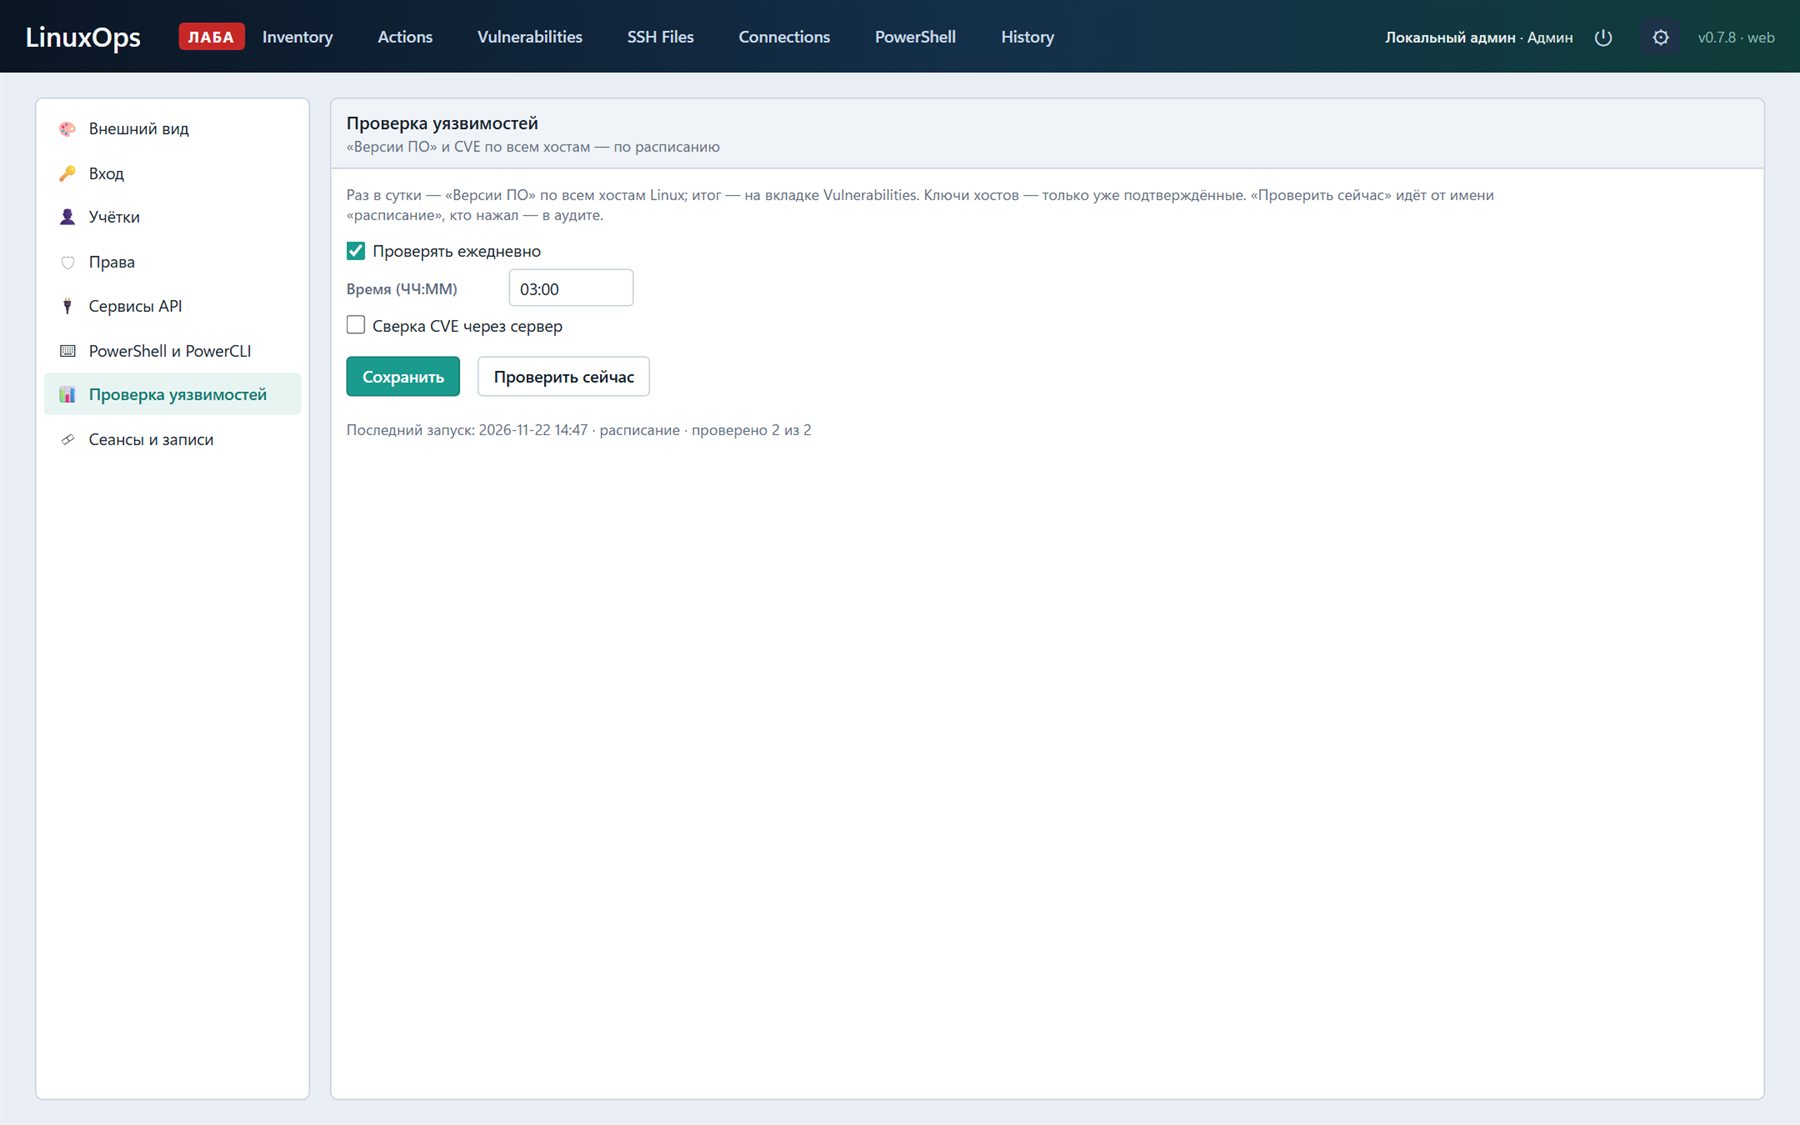 LinuxOps
ЛАБА
Inventory
Actions
Vulnerabilities
SSH Files
Connections
PowerShell
History
Локальный админ · Админ
v0.7.8 · web
Внешний вид
Вход
Учётки
Права
Сервисы API
PowerShell и PowerCLI
Проверка уязвимостей
Сеансы и записи
Проверка уязвимостей
«Версии ПО» и CVE по всем хостам — по расписанию
Раз в сутки — «Версии ПО» по всем хостам Linux; итог — на вкладке Vulnerabilities. Ключи хостов — только уже подтверждённые. «Проверить сейчас» идёт от имени
«расписание», кто нажал — в аудите.
Проверять ежедневно
Время (ЧЧ:ММ)
03:00
Сверка CVE через сервер
Сохранить
Проверить сейчас
Последний запуск: 2026-11-22 14:47 · расписание · проверено 2 из 2